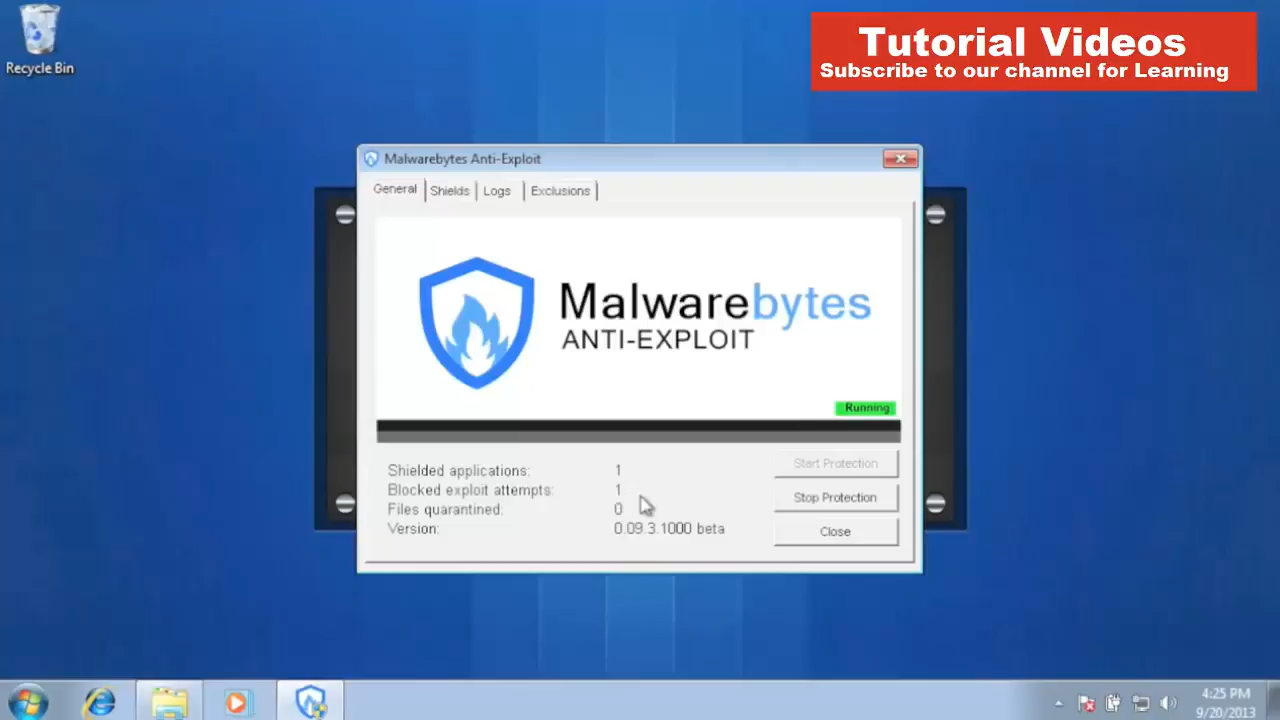 Recycle Bin
Tutorial Videos
Subscribe to our channel for Learning
Malwarebytes Anti-Exploit
General Shields Logs Exclusions
Malwarebytes
ANTI-EXPLOIT
Running
Shielded applications: 1
Blocked exploit attempts: 1
Files quarantined: 0
Version: 0.09.3.1000 beta
Start Protection
Stop Protection
Close
4:25 PM
9/20/2013